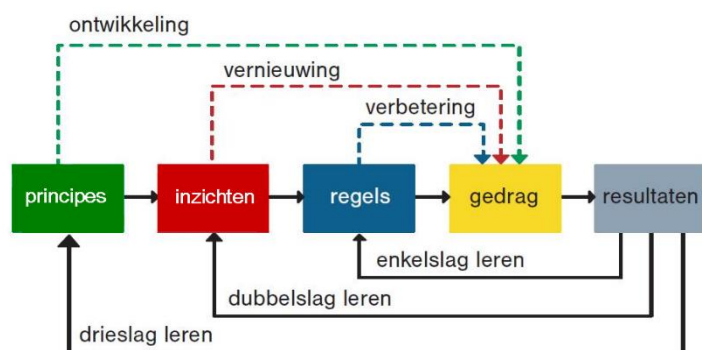 ontwikkeling
vernieuwing
verbetering
principes
inzichten
regels
gedrag
resultaten
enkelslag leren
dubbelslag leren
drieslag leren